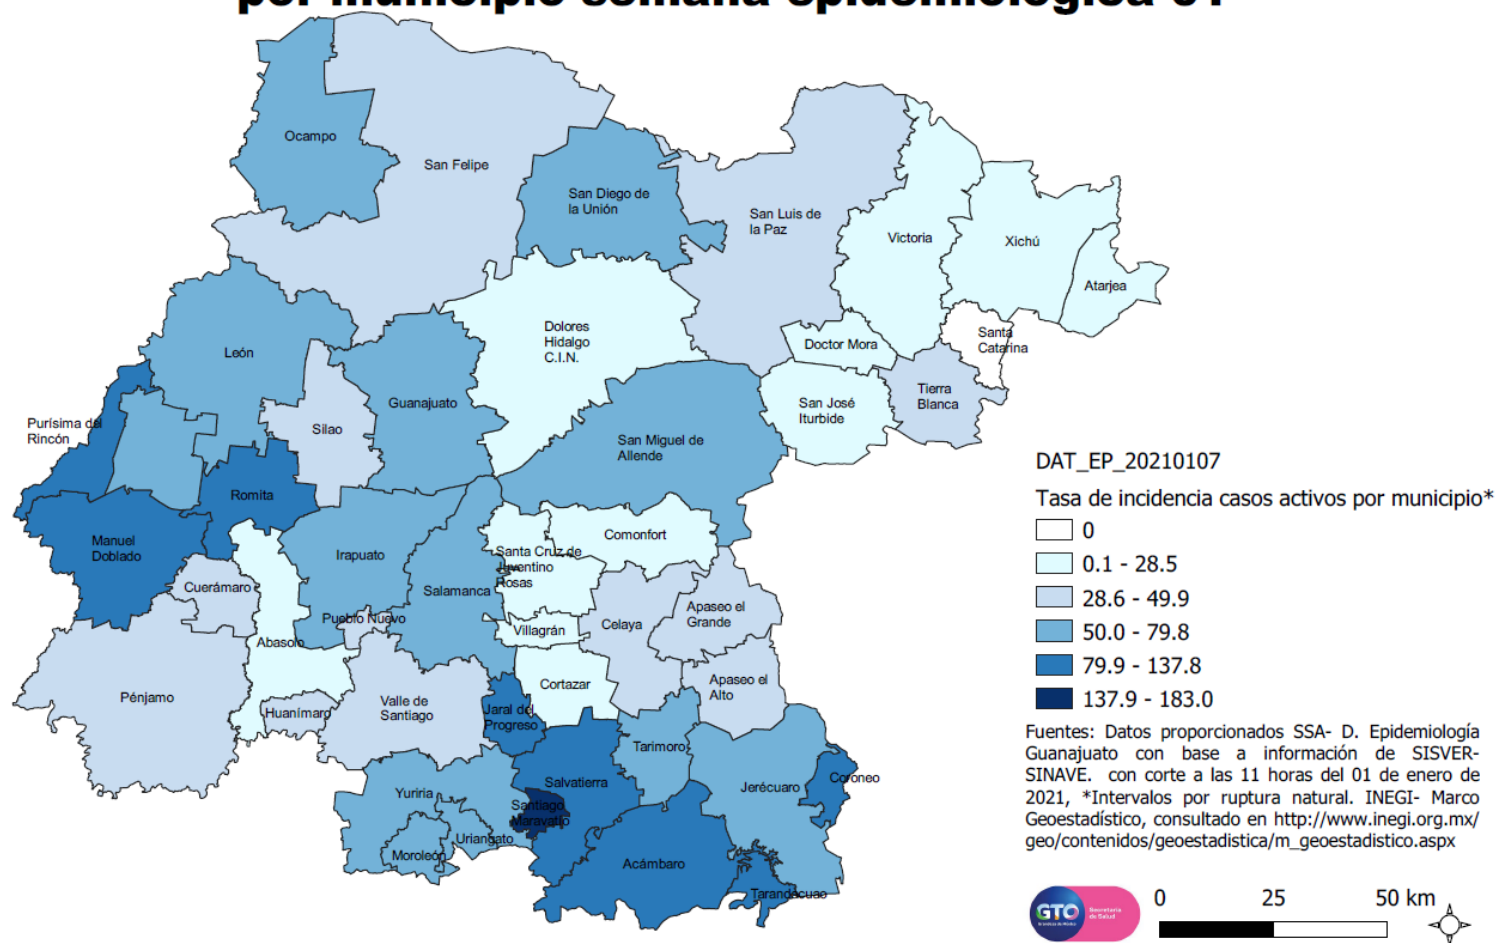 por municipio semana epidemiológica 01
Ocampo
San Felipe
San Diego de
la Unión
San Luis de
la Paz
Victoria
Xichú
Atarjea
León
Dolores
Hidalgo
C.I.N.
Doctor Mora
Santa
Catarina
Tierra
Blanca
San José
Iturbide
Guanajuato
Silao
Purísima del
Rincón
San Miguel de
Allende
Romita
Manuel
Doblado
Irapuato
Comonfort
Santa Cruz de
Juventino
Rosas
Salamanca
Cuerámaro
Pueblo Nuevo
Villagrán
Celaya
Apaseo el
Grande
Abasolo
Pénjamo
Huanímaro
Valle de
Santiago
Cortazar
Apaseo el
Alto
Jaral del
Progreso
Tarimoro
Salvatierra
Jerécuaro
Coroneo
Yuriria
Santiago
Maravatío
Uriangato
Moroleón
Acámbaro
Tarandacuao
DAT_EP_20210107
Tasa de incidencia casos activos por municipio*
0
0.1 - 28.5
28.6 - 49.9
50.0 - 79.8
79.9 - 137.8
137.9 - 183.0
Fuentes: Datos proporcionados SSA- D. Epidemiología
Guanajuato con base a información de SISVER-
SINAVE. con corte a las 11 horas del 01 de enero de
2021, *Intervalos por ruptura natural. INEGI- Marco
Geoestadístico, consultado en http://www.inegi.org.mx/
geo/contenidos/geoestadistica/m_geoestadistico.aspx
GTO
Secretaría
de Salud
0 25 50 km